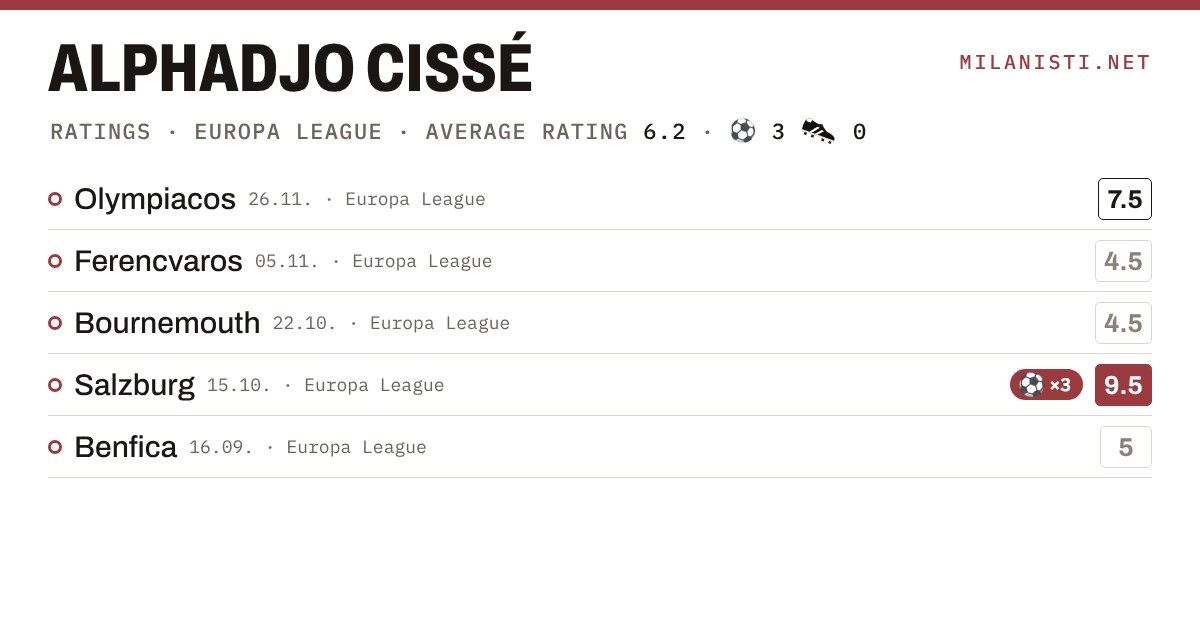 ALPHADJO CISSÉ
MILANISTI.NET
RATINGS · EUROPA LEAGUE · AVERAGE RATING 6.2 · ⚽ 3 0
Olympiacos 26.11. · Europa League 7.5
Ferencvaros 05.11. · Europa League 4.5
Bournemouth 22.10. · Europa League 4.5
Salzburg 15.10. · Europa League ⚽ ×3 9.5
Benfica 16.09. · Europa League 5